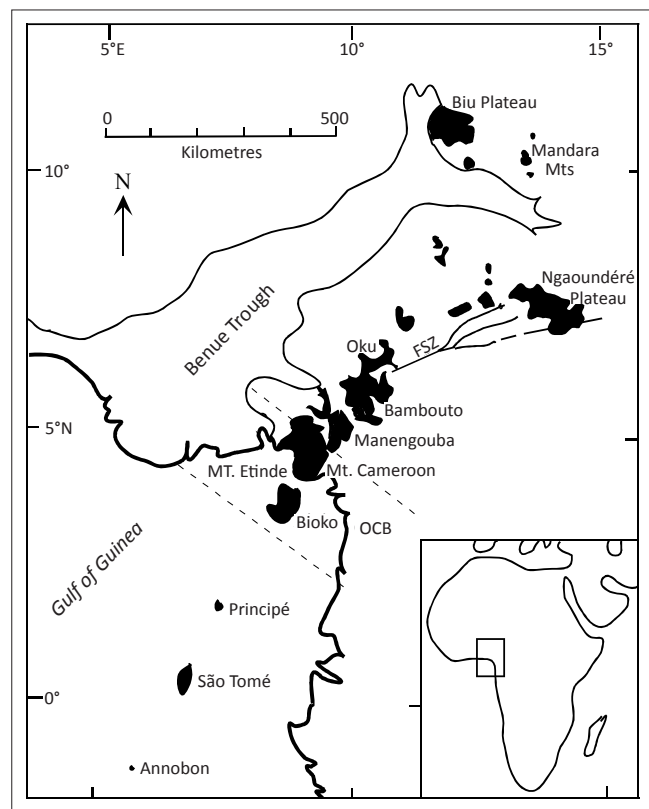 5°E
10°
15°
Biu Plateau
0
500
Kilometres
Mandara
Mts
10°
N
Ngaoundéré
Plateau
Benue Trough
Oku
FSZ
Bambouto
5°N
Manengouba
MT. Etinde
Mt. Cameroon
Bioko
OCB
Gulf of Guinea
Principé
São Tomé
0°
Annobon